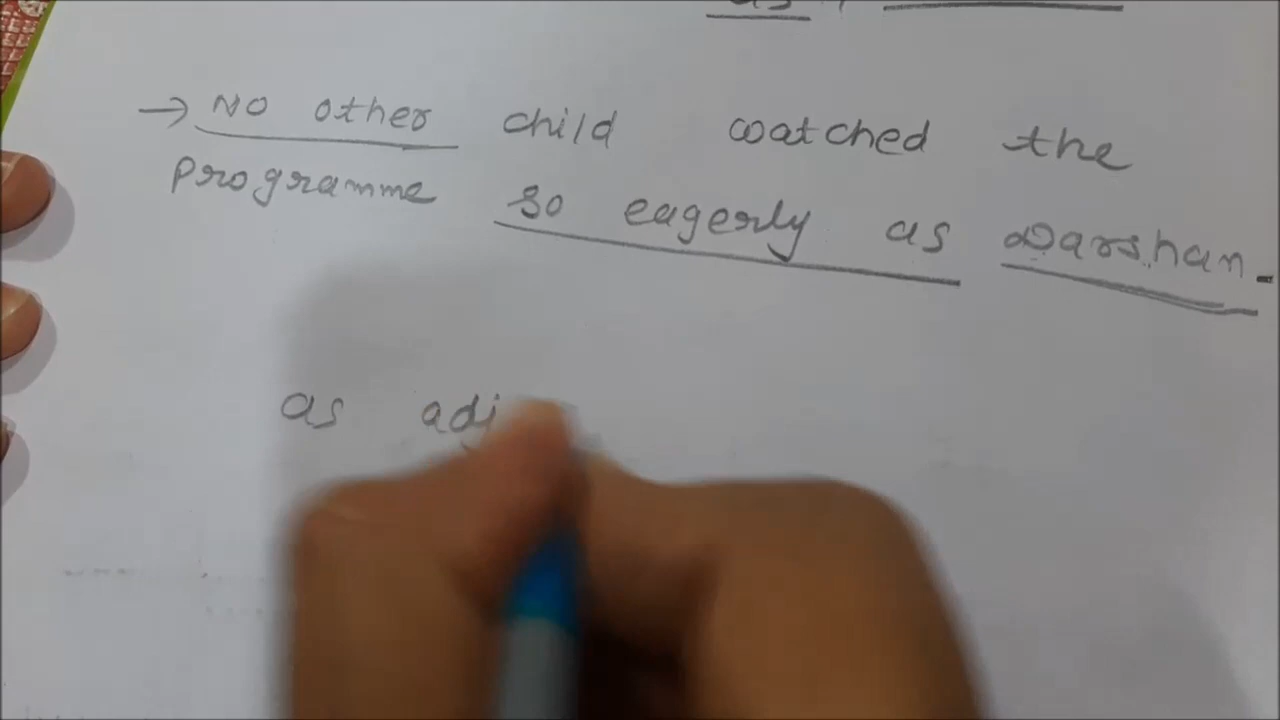 → No other child watched the
programme so eagerly as Darshan.
as adj